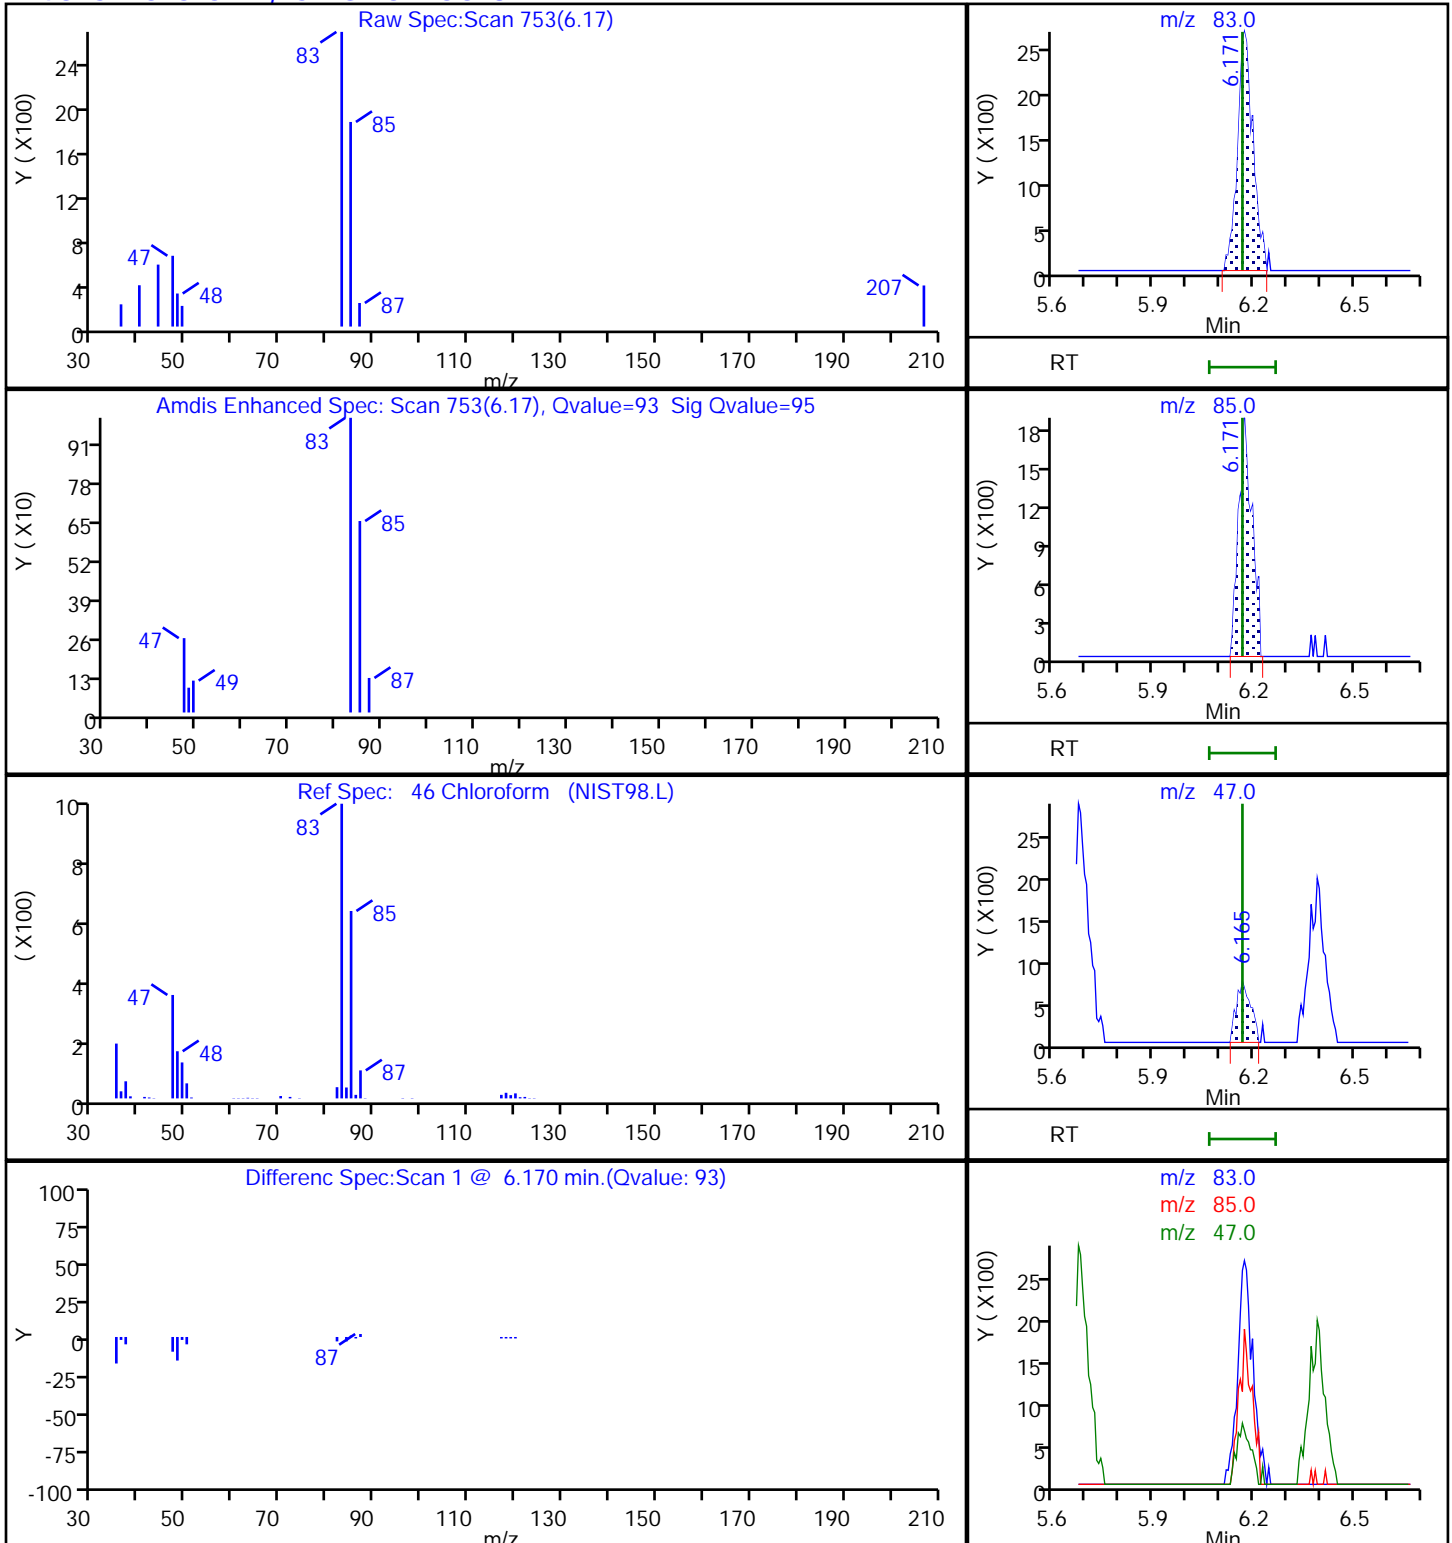 Raw Spec:Scan 753(6.17)
Y ( X100)
24
20
16
12
8
4
0
83
85
47
48
87
207
30 50 70 90 110 130 150 170 190 210
m/z
m/z 83.0
Y ( X100)
25
20
15
10
5
0
6.171
5.6 5.9 6.2 6.5
Min
RT
Amdis Enhanced Spec: Scan 753(6.17), Qvalue=93 Sig Qvalue=95
Y ( X10)
91
78
65
52
39
26
13
0
83
85
47
49
87
30 50 70 90 110 130 150 170 190 210
m/z
m/z 85.0
Y ( X100)
18
15
12
9
6
3
0
6.171
5.6 5.9 6.2 6.5
Min
RT
Ref Spec: 46 Chloroform (NIST98.L)
( X100)
10
8
6
4
2
0
83
85
47
48
87
30 50 70 90 110 130 150 170 190 210
m/z 47.0
Y ( X100)
25
20
15
10
5
0
6.165
5.6 5.9 6.2 6.5
Min
RT
Differenc Spec:Scan 1 @ 6.170 min.(Qvalue: 93)
Y
100
75
50
25
0
-25
-50
-75
-100
87
30 50 70 90 110 130 150 170 190 210
m/z
m/z 83.0
m/z 85.0
m/z 47.0
Y ( X100)
25
20
15
10
5
0
5.6 5.9 6.2 6.5
Min